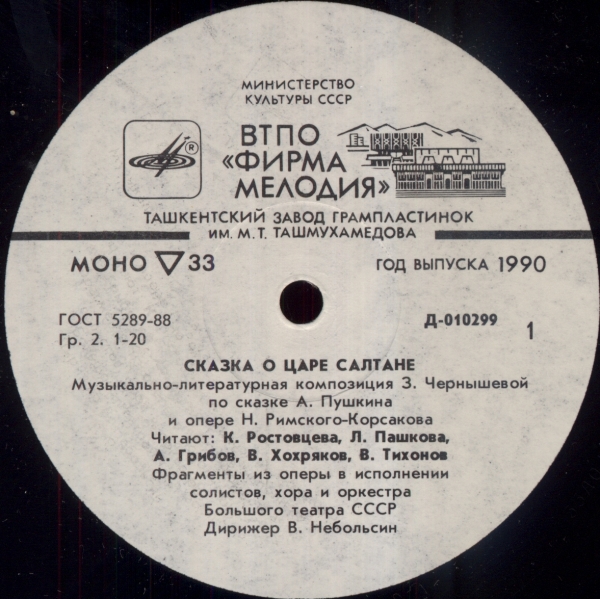 МИНИСТЕРСТВО
КУЛЬТУРЫ СССР
ВТПО
«ФИРМА
МЕЛОДИЯ»
®
ТАШКЕНТСКИЙ ЗАВОД ГРАМПЛАСТИНОК
ИМ. М. Т. ТАШМУХАМЕДОВА
МОНО ▽ 33
ГОД ВЫПУСКА 1990
ГОСТ 5289-88
Гр. 2. 1-20
Д-010299
1
СКАЗКА О ЦАРЕ САЛТАНЕ
Музыкально-литературная композиция З. Чернышевой
по сказке А. Пушкина
и опере Н. Римского-Корсакова
Читают: К. Ростовцева, Л. Пашкова,
А. Грибов, В. Хохряков, В. Тихонов
Фрагменты из оперы в исполнении
солистов, хора и оркестра
Большого театра СССР
Дирижер В. Небольсин